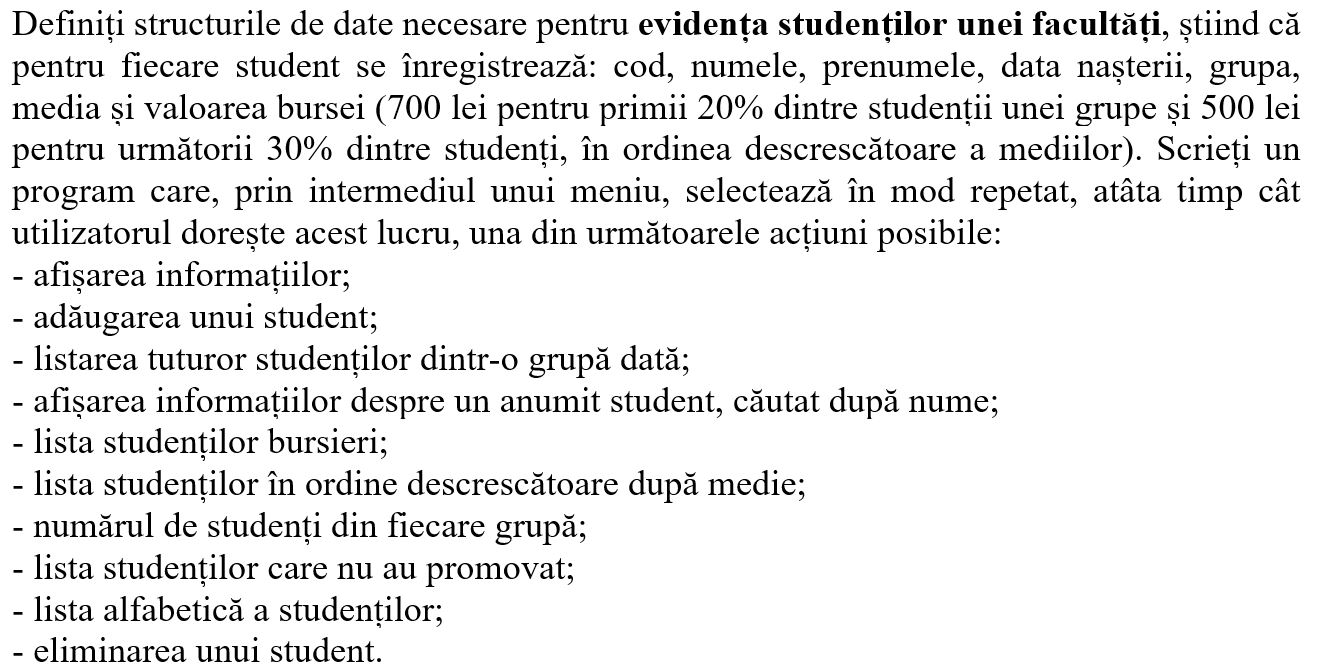 Definiți structurile de date necesare pentru evidența studenților unei facultăți, știind că
pentru fiecare student se înregistrează: cod, numele, prenumele, data nașterii, grupa,
media și valoarea bursei (700 lei pentru primii 20% dintre studenții unei grupe și 500 lei
pentru următorii 30% dintre studenți, în ordinea descrescătoare a mediilor). Scrieți un
program care, prin intermediul unui meniu, selectează în mod repetat, atâta timp cât
utilizatorul dorește acest lucru, una din următoarele acțiuni posibile:
- afișarea informațiilor;
- adăugarea unui student;
- listarea tuturor studenților dintr-o grupă dată;
- afișarea informațiilor despre un anumit student, căutat după nume;
- lista studenților bursieri;
- lista studenților în ordine descrescătoare după medie;
- numărul de studenți din fiecare grupă;
- lista studenților care nu au promovat;
- lista alfabetică a studenților;
- eliminarea unui student.